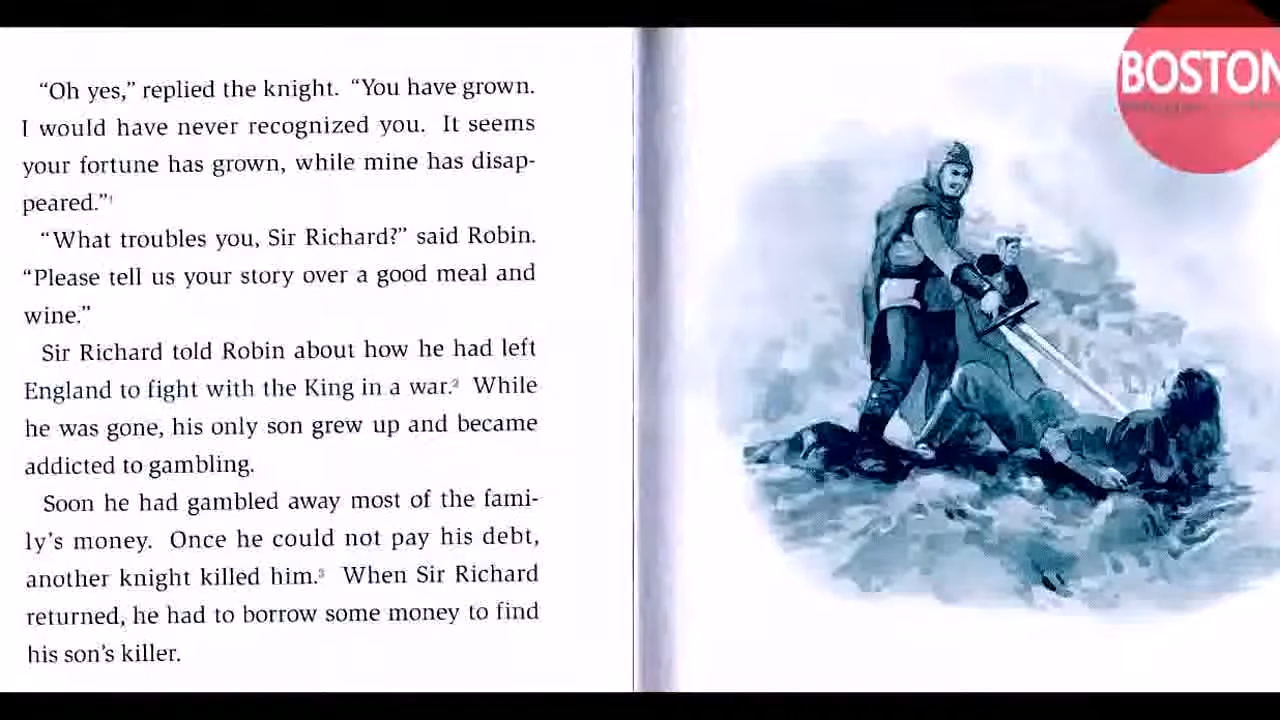 “Oh yes,” replied the knight. “You have grown.
I would have never recognized you. It seems
your fortune has grown, while mine has disap-
peared.”¹
“What troubles you, Sir Richard?” said Robin.
“Please tell us your story over a good meal and
wine.”
Sir Richard told Robin about how he had left
England to fight with the King in a war.² While
he was gone, his only son grew up and became
addicted to gambling.
Soon he had gambled away most of the fami-
ly’s money. Once he could not pay his debt,
another knight killed him.³ When Sir Richard
returned, he had to borrow some money to find
his son’s killer.
BOSTON